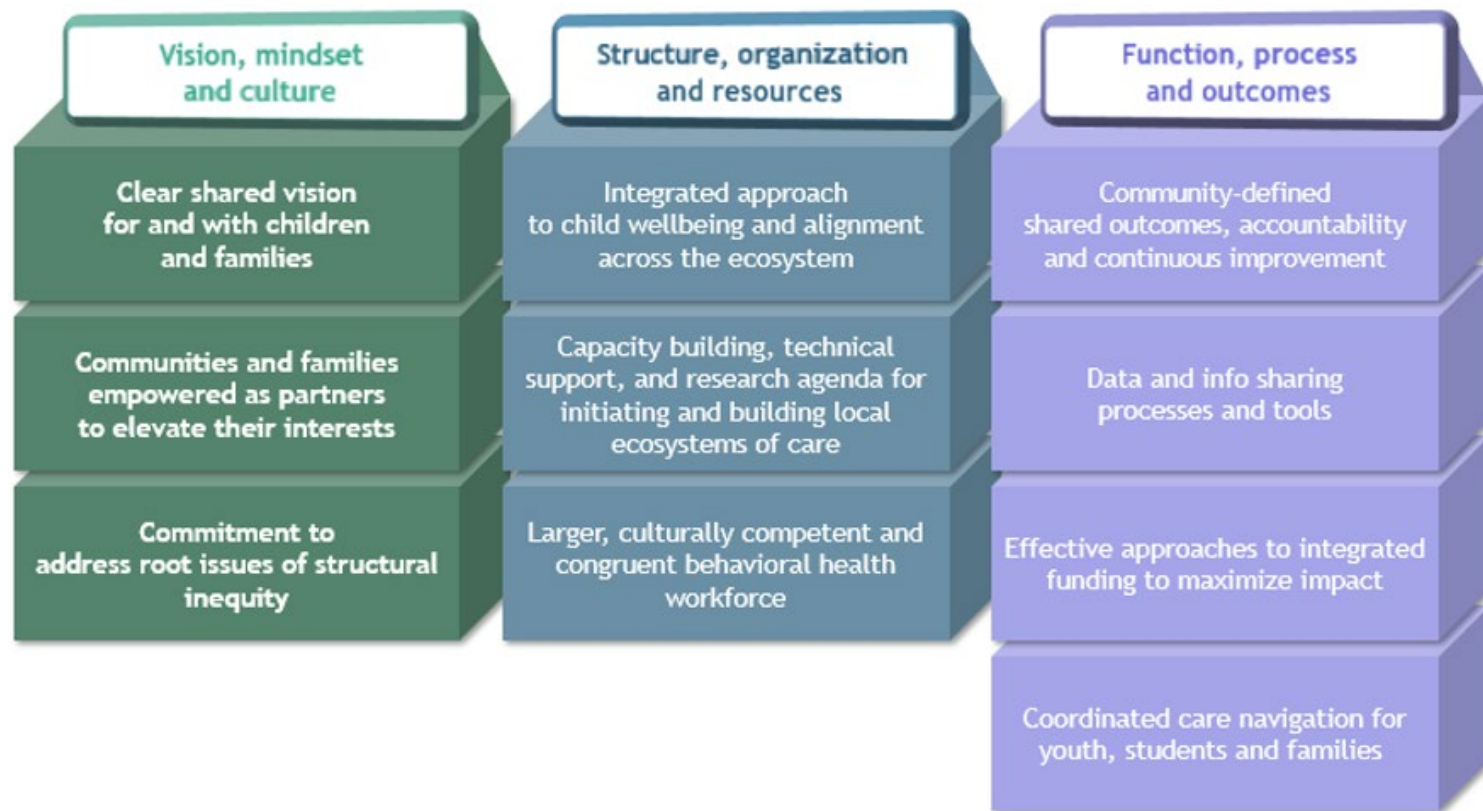 Vision, mindset
and culture
Clear shared vision
for and with children
and families
Communities and families
empowered as partners
to elevate their interests
Commitment to
address root issues of structural
inequity
Structure, organization
and resources
Integrated approach
to child wellbeing and alignment
across the ecosystem
Capacity building, technical
support, and research agenda for
initiating and building local
ecosystems of care
Larger, culturally competent and
congruent behavioral health
workforce
Function, process
and outcomes
Community-defined
shared outcomes, accountability
and continuous improvement
Data and info sharing
processes and tools
Effective approaches to integrated
funding to maximize impact
Coordinated care navigation for
youth, students and families